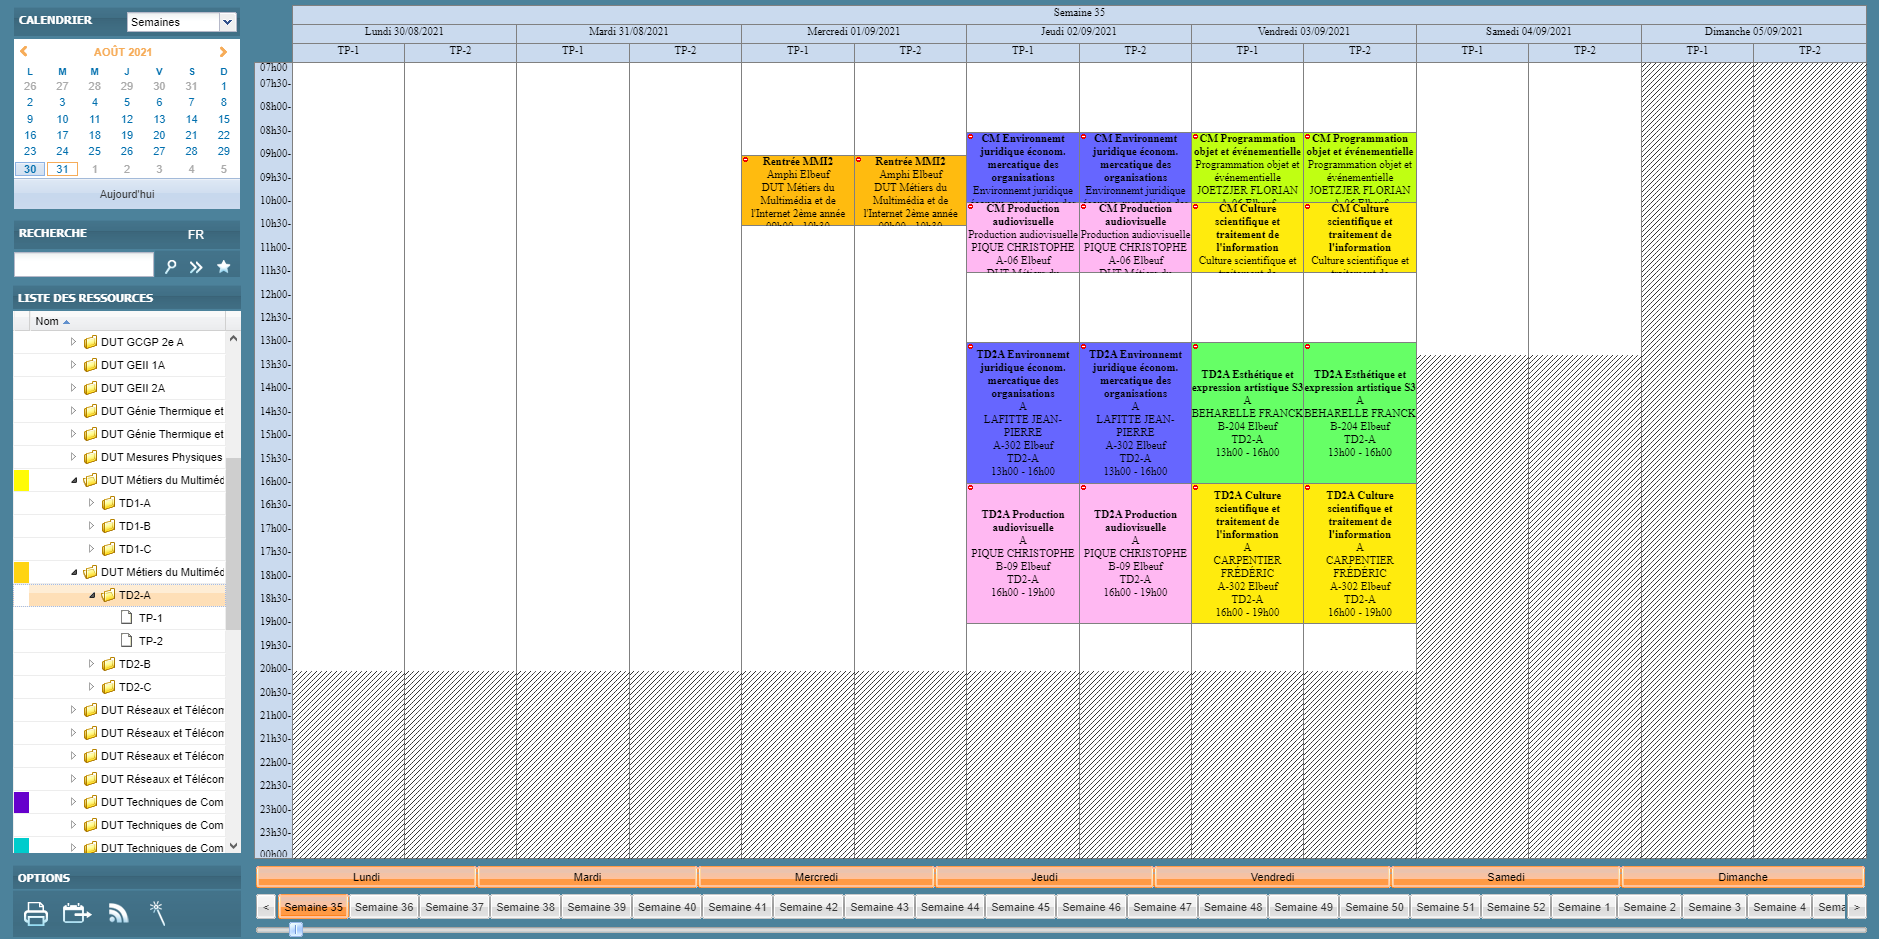 CALENDRIER
Semaines
AOÛT 2021
L M M J V S D
26 27 28 29 30 31 1
2 3 4 5 6 7 8
9 10 11 12 13 14 15
16 17 18 19 20 21 22
23 24 25 26 27 28 29
30 31 1 2 3 4 5
Aujourd'hui
RECHERCHE FR
LISTE DES RESSOURCES
Nom
DUT GCGP 2e A
DUT GEII 1A
DUT GEII 2A
DUT Génie Thermique et
DUT Génie Thermique et
DUT Mesures Physiques
DUT Métiers du Multiméd
TD1-A
TD1-B
TD1-C
DUT Métiers du Multiméd
TD2-A
TP-1
TP-2
TD2-B
TD2-C
DUT Réseaux et Télécom
DUT Réseaux et Télécom
DUT Réseaux et Télécom
DUT Réseaux et Télécom
DUT Techniques de Com
DUT Techniques de Com
DUT Techniques de Com
OPTIONS
Semaine 35
Lundi 30/08/2021 Mardi 31/08/2021 Mercredi 01/09/2021 Jeudi 02/09/2021 Vendredi 03/09/2021 Samedi 04/09/2021 Dimanche 05/09/2021
TP-1 TP-2 TP-1 TP-2 TP-1 TP-2 TP-1 TP-2 TP-1 TP-2 TP-1 TP-2 TP-1 TP-2
07h00
07h30-
08h00-
08h30-
09h00-
09h30-
10h00-
10h30-
11h00-
11h30-
12h00-
12h30-
13h00-
13h30-
14h00-
14h30-
15h00-
15h30-
16h00-
16h30-
17h00-
17h30-
18h00-
18h30-
19h00-
19h30-
20h00-
20h30-
21h00-
21h30-
22h00-
22h30-
23h00-
23h30-
00h00
Rentrée MMI2
Amphi Elbeuf
DUT Métiers du
Multimédia et de
l'Internet 2ème année
09h00 - 10h30
Rentrée MMI2
Amphi Elbeuf
DUT Métiers du
Multimédia et de
l'Internet 2ème année
09h00 - 10h30
CM Environnemt
juridique économ.
mercatique des
organisations
Environnemt juridique
CM Environnemt
juridique économ.
mercatique des
organisations
Environnemt juridique
CM Programmation
objet et événementielle
Programmation objet et
événementielle
JOETZJER FLORIAN
A-06 Elbeuf
CM Programmation
objet et événementielle
Programmation objet et
événementielle
JOETZJER FLORIAN
A-06 Elbeuf
CM Production
audiovisuelle
Production audiovisuelle
PIQUE CHRISTOPHE
A-06 Elbeuf
DUT Métiers du
CM Production
audiovisuelle
Production audiovisuelle
PIQUE CHRISTOPHE
A-06 Elbeuf
DUT Métiers du
CM Culture
scientifique et
traitement de
l'information
Culture scientifique et
traitement de
CM Culture
scientifique et
traitement de
l'information
Culture scientifique et
traitement de
TD2A Environnemt
juridique économ.
mercatique des
organisations
A
LAFITTE JEAN-
PIERRE
A-302 Elbeuf
TD2-A
13h00 - 16h00
TD2A Environnemt
juridique économ.
mercatique des
organisations
A
LAFITTE JEAN-
PIERRE
A-302 Elbeuf
TD2-A
13h00 - 16h00
TD2A Esthétique et
expression artistique S3
A
BEHARELLE FRANCK
B-204 Elbeuf
TD2-A
13h00 - 16h00
TD2A Esthétique et
expression artistique S3
A
BEHARELLE FRANCK
B-204 Elbeuf
TD2-A
13h00 - 16h00
TD2A Production
audiovisuelle
A
PIQUE CHRISTOPHE
B-09 Elbeuf
TD2-A
16h00 - 19h00
TD2A Production
audiovisuelle
A
PIQUE CHRISTOPHE
B-09 Elbeuf
TD2-A
16h00 - 19h00
TD2A Culture
scientifique et
traitement de
l'information
A
CARPENTIER
FRÉDÉRIC
A-302 Elbeuf
TD2-A
16h00 - 19h00
TD2A Culture
scientifique et
traitement de
l'information
A
CARPENTIER
FRÉDÉRIC
A-302 Elbeuf
TD2-A
16h00 - 19h00
Lundi Mardi Mercredi Jeudi Vendredi Samedi Dimanche
< Semaine 35 Semaine 36 Semaine 37 Semaine 38 Semaine 39 Semaine 40 Semaine 41 Semaine 42 Semaine 43 Semaine 44 Semaine 45 Semaine 46 Semaine 47 Semaine 48 Semaine 49 Semaine 50 Semaine 51 Semaine 52 Semaine 1 Semaine 2 Semaine 3 Semaine 4 Sema >